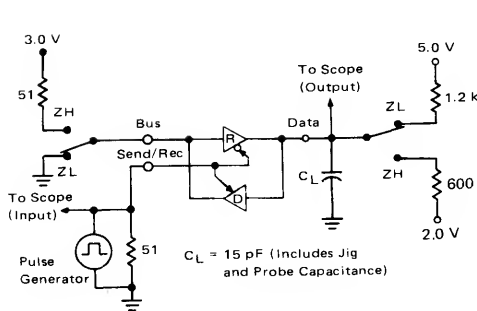 3.0 V
51
ZH
ZL
Bus
Send/Rec
To Scope
(Input)
Pulse
Generator
51
R
D
Data
To Scope
(Output)
CL
CL = 15 pF (Includes Jig
and Probe Capacitance)
5.0 V
1.2 k
ZL
ZH
600
2.0 V